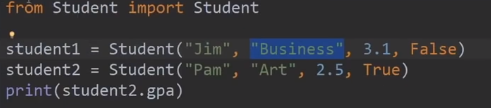 from Student import Student
student1 = Student("Jim", "Business", 3.1, False)
student2 = Student("Pam", "Art", 2.5, True)
print(student2.gpa)